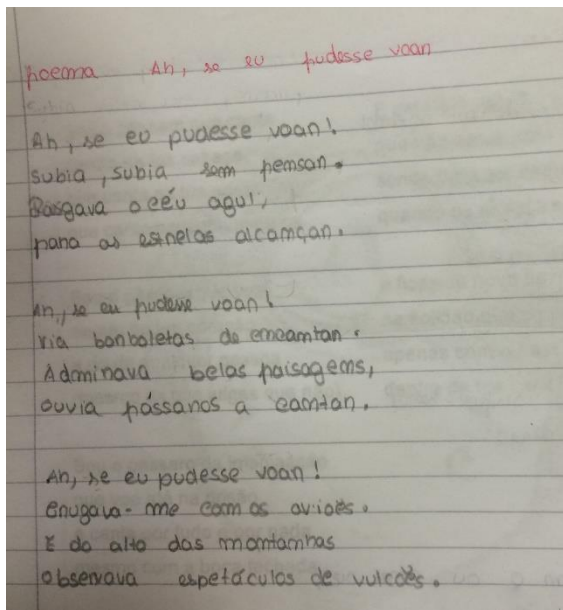 poema Ah, se eu pudesse voar
Ah, se eu pudesse voar!
subia, subia sem pensar.
Rasgava o céu azul,
para as estrelas alcançar.
Ah, se eu pudesse voar!
via borboletas de encantar.
Admirava belas paisagens,
ouvia pássaros a cantar.
Ah, se eu pudesse voar!
Cruzava-me com os aviões.
E do alto das montanhas
observava espetáculos de vulcões.